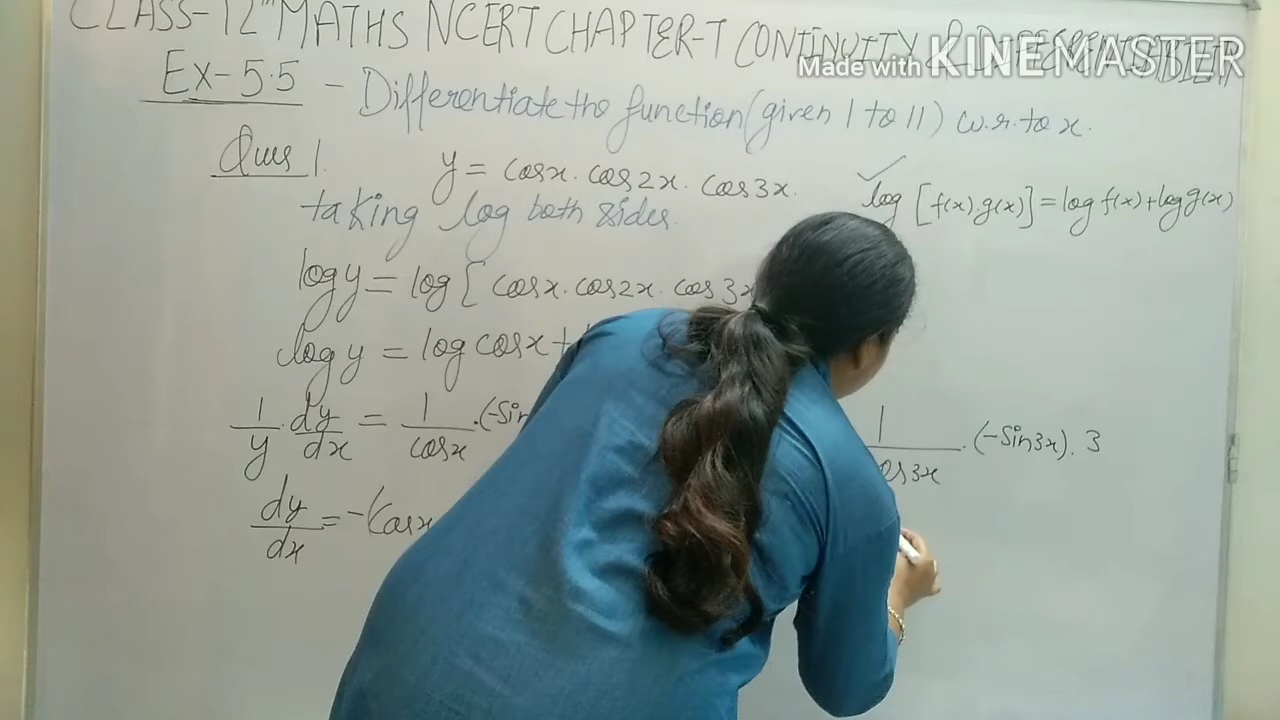 CLASS-12th MATHS NCERT CHAPTER-T CONTINUITY & DIFFERENTIABILITY
Made with KINEMASTER
Ex-5.5 - Differentiate the function (given 1 to 11) w.r. to x.
Ques 1. y = cosx. cos2x. cos3x.
✓ log [f(x).g(x)] = log f(x) + log g(x)
taking log both sides.
log y = log [ cosx. cos2x. cos3x
log y = log cosx +
1/y . dy/dx = 1/cosx .(-Sin 1/cos3x . (-Sin3x). 3
dy/dx = -(cosx